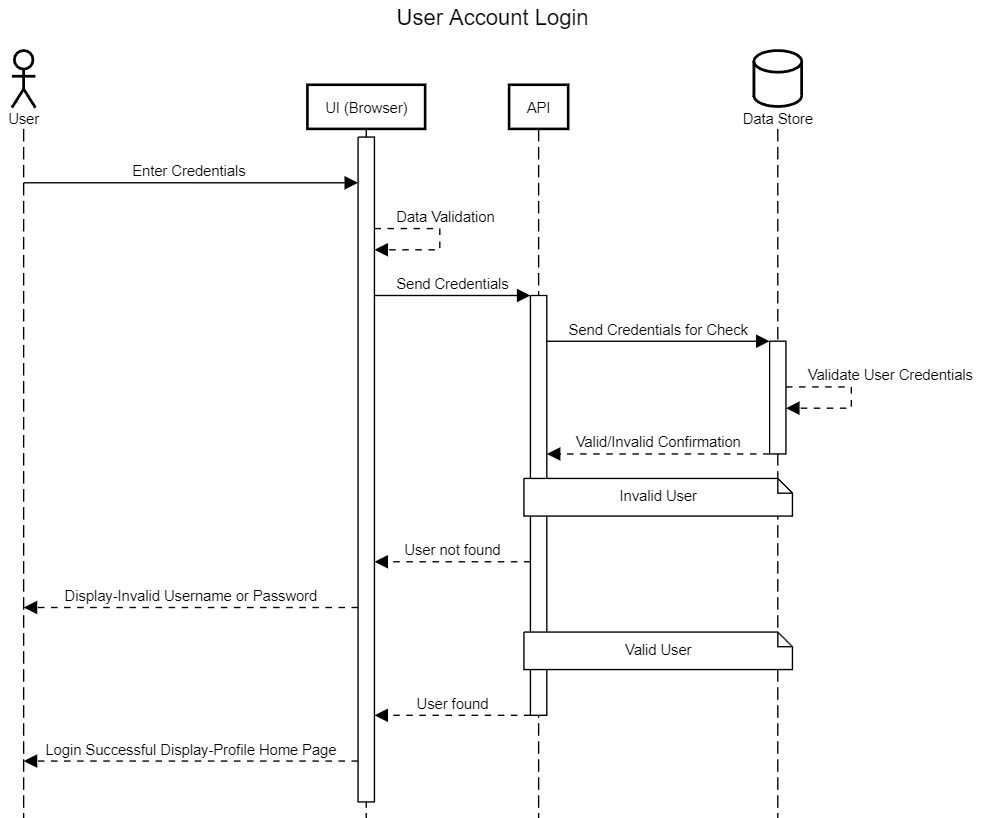 User Account Login
User
UI (Browser)
API
Data Store
Enter Credentials
Data Validation
Send Credentials
Send Credentials for Check
Validate User Credentials
Valid/Invalid Confirmation
Invalid User
User not found
Display-Invalid Username or Password
Valid User
User found
Login Successful Display-Profile Home Page